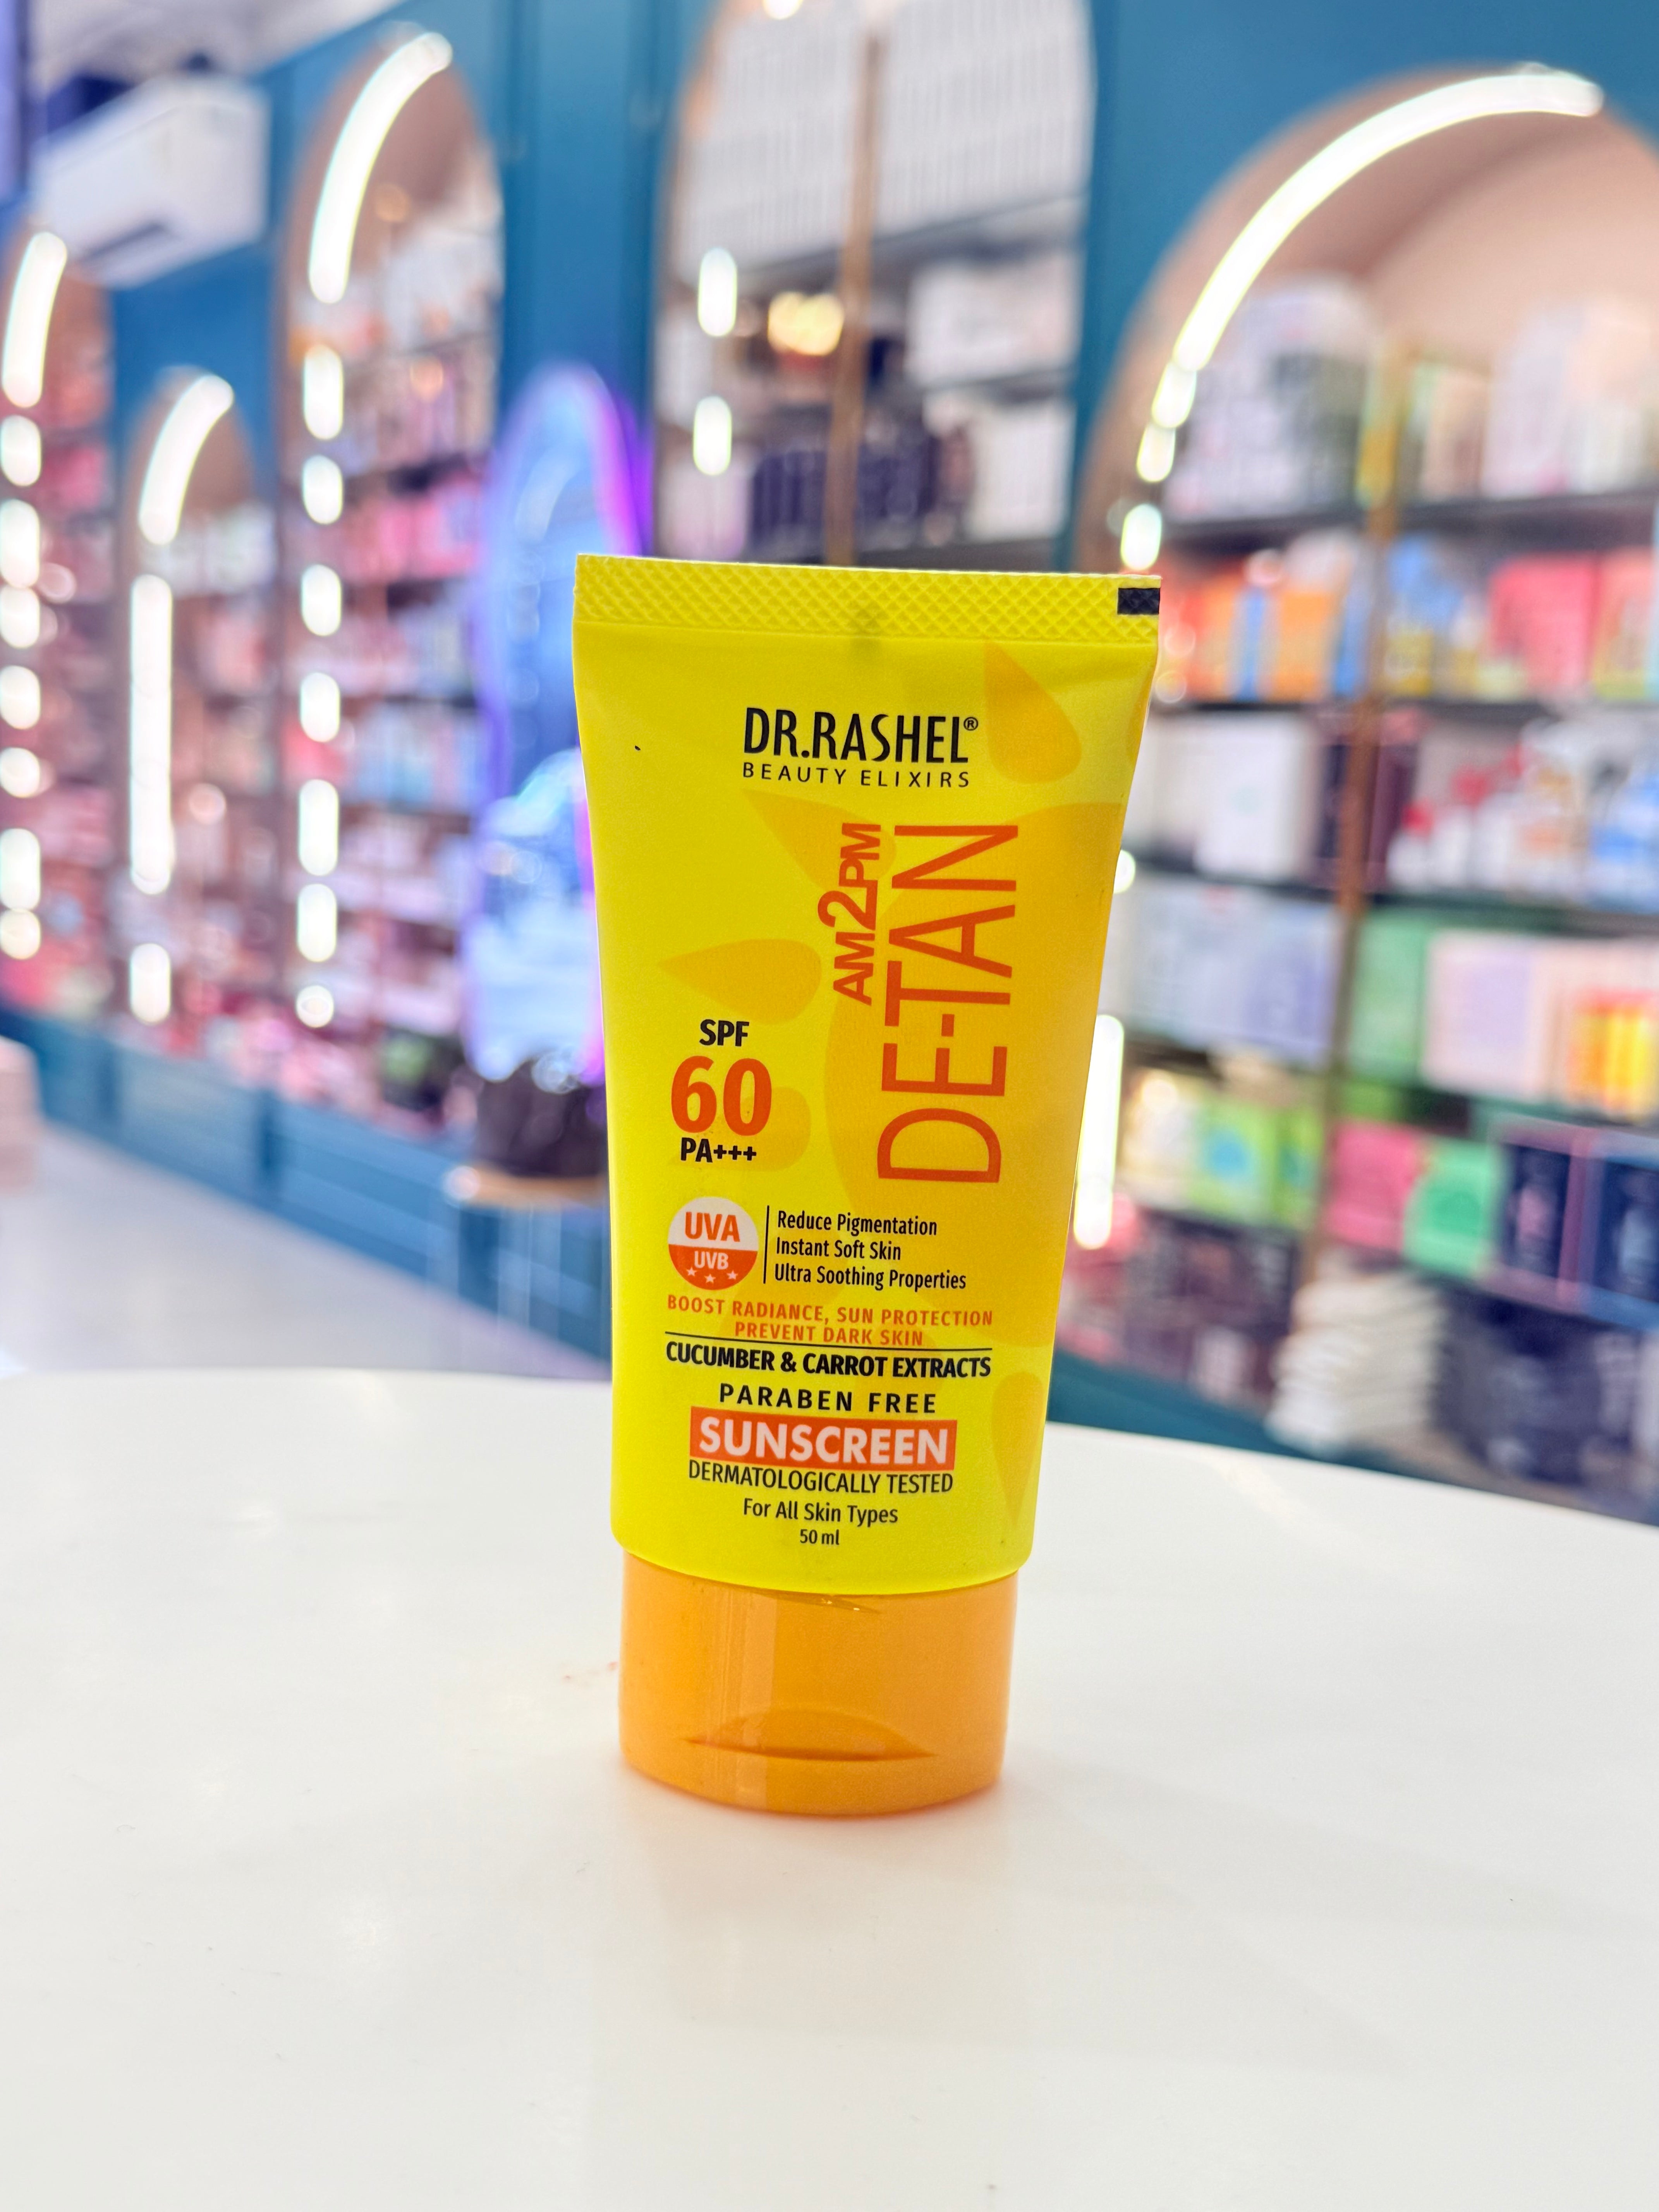 DR.RASHEL®
BEAUTY ELIXIRS
AM2PM
DE-TAN
SPF
60
PA+++
UVA
UVB
Reduce Pigmentation
Instant Soft Skin
Ultra Soothing Properties
BOOST RADIANCE, SUN PROTECTION
PREVENT DARK SKIN
CUCUMBER & CARROT EXTRACTS
PARABEN FREE
SUNSCREEN
DERMATOLOGICALLY TESTED
For All Skin Types
50 ml